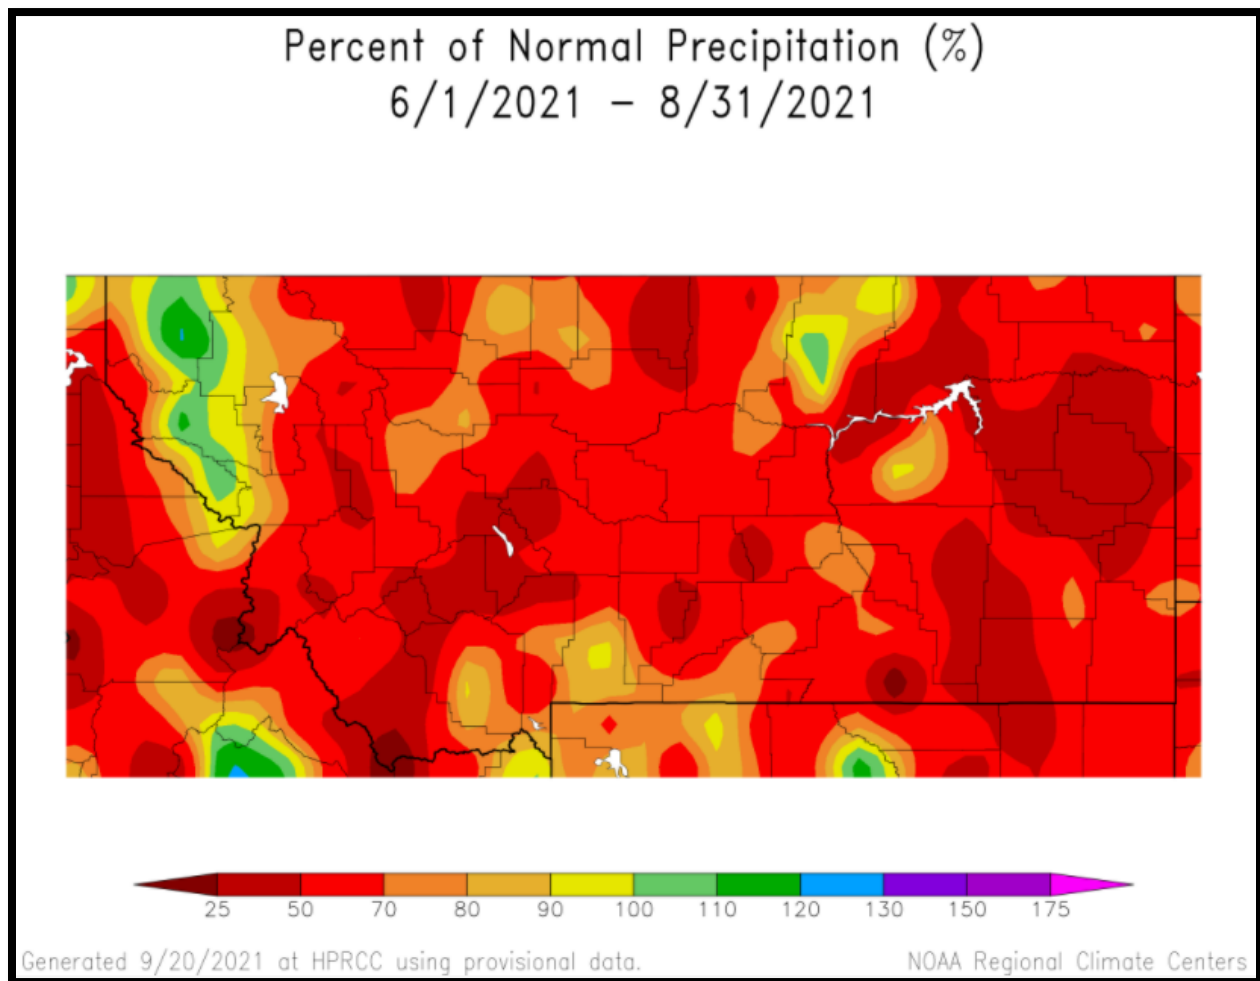 Percent of Normal Precipitation (%)
6/1/2021 – 8/31/2021
25 50 70 80 90 100 110 120 130 150 175
Generated 9/20/2021 at HPRCC using provisional data.
NOAA Regional Climate Centers